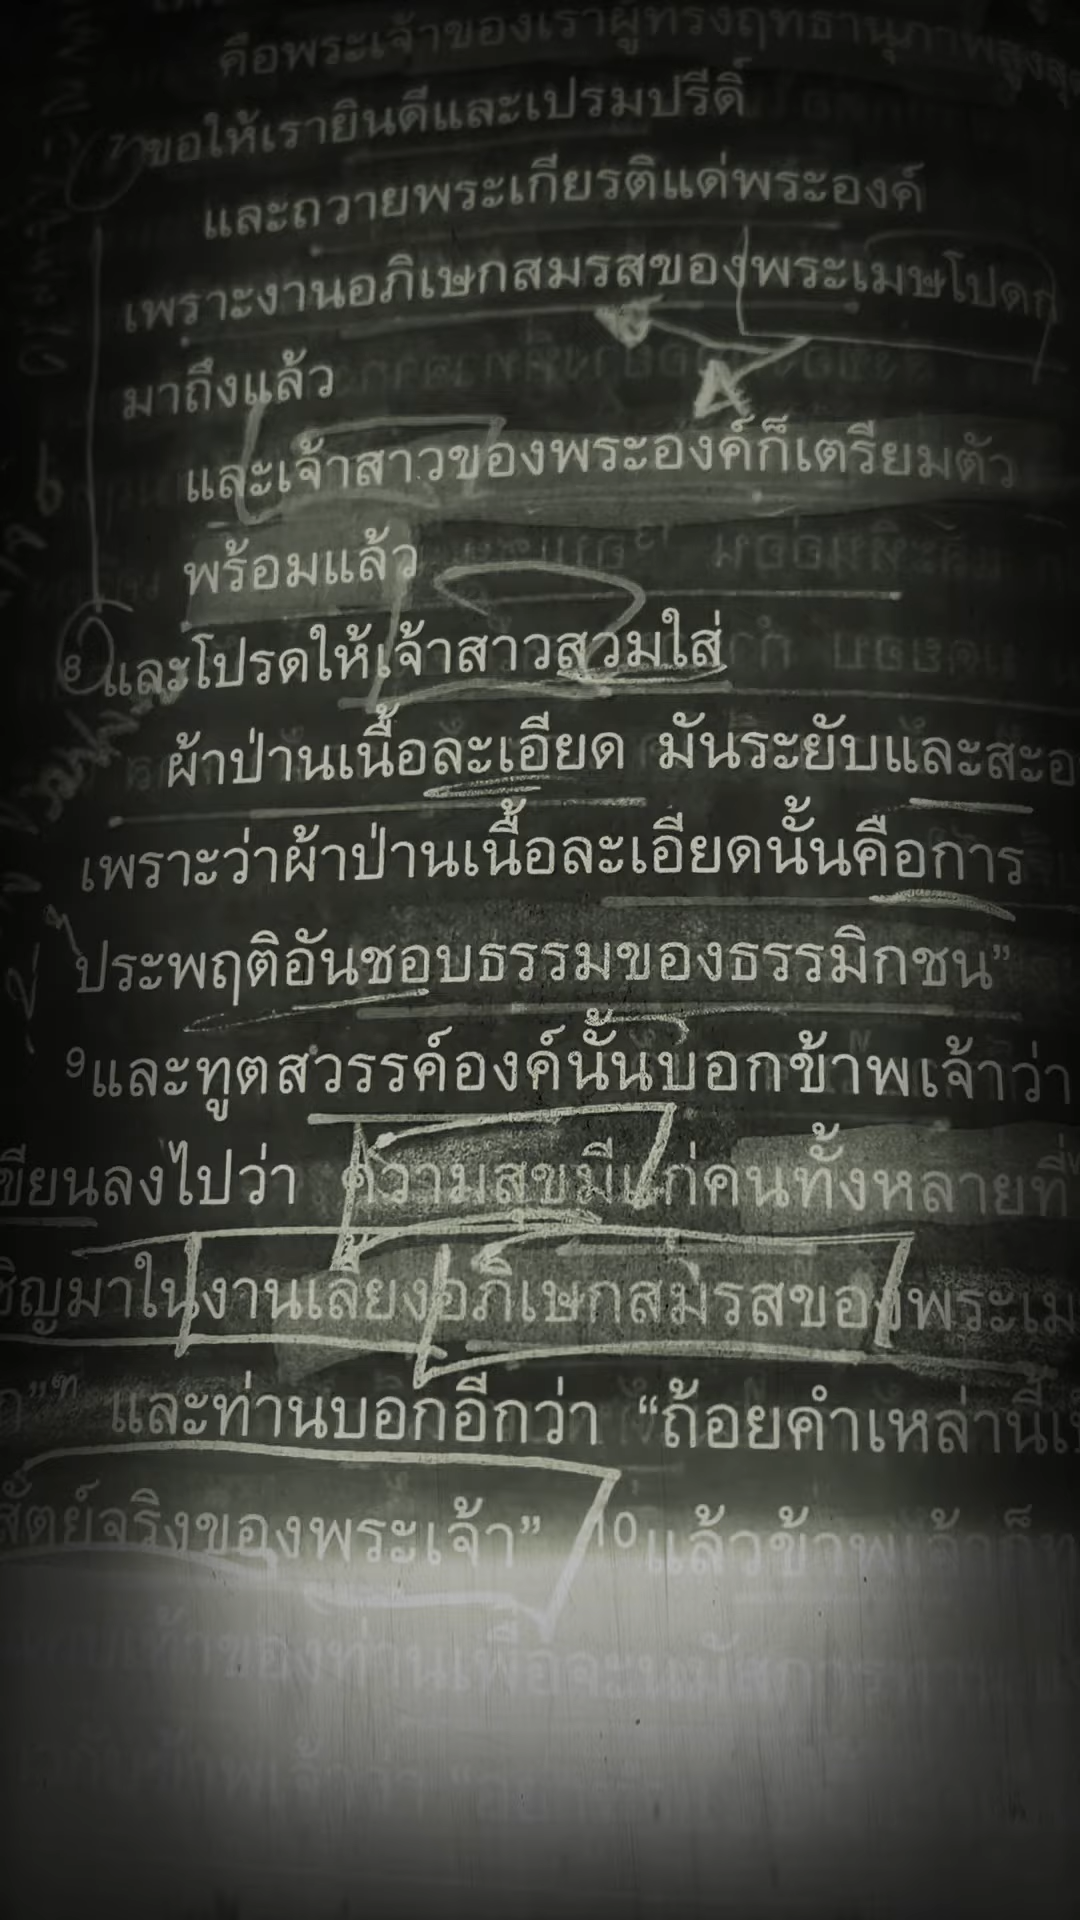 คือพระเจ้าของเราผู้ทรงฤทธานุภาพสูงสุด
7 ขอให้เรายินดีและเปรมปรีดิ์
และถวายพระเกียรติแด่พระองค์
เพราะงานอภิเษกสมรสของพระเมษโปดก
มาถึงแล้ว
และเจ้าสาวของพระองค์ก็เตรียมตัว
พร้อมแล้ว
8 และโปรดให้เจ้าสาวสวมใส่
ผ้าป่านเนื้อละเอียด มันระยับและสะอ
เพราะว่าผ้าป่านเนื้อละเอียดนั้นคือการ
ประพฤติอันชอบธรรมของธรรมิกชน”
9 และทูตสวรรค์องค์นั้นบอกข้าพเจ้าว่า
ขียนลงไปว่า ความสุขมีแก่คนทั้งหลายที่
ชิญมาในงานเลี้ยงอภิเษกสมรสของพระเม
” และท่านบอกอีกว่า “ถ้อยคำเหล่านี้เป็
สัตย์จริงของพระเจ้า” 10 แล้วข้าพเจ้าก็ท